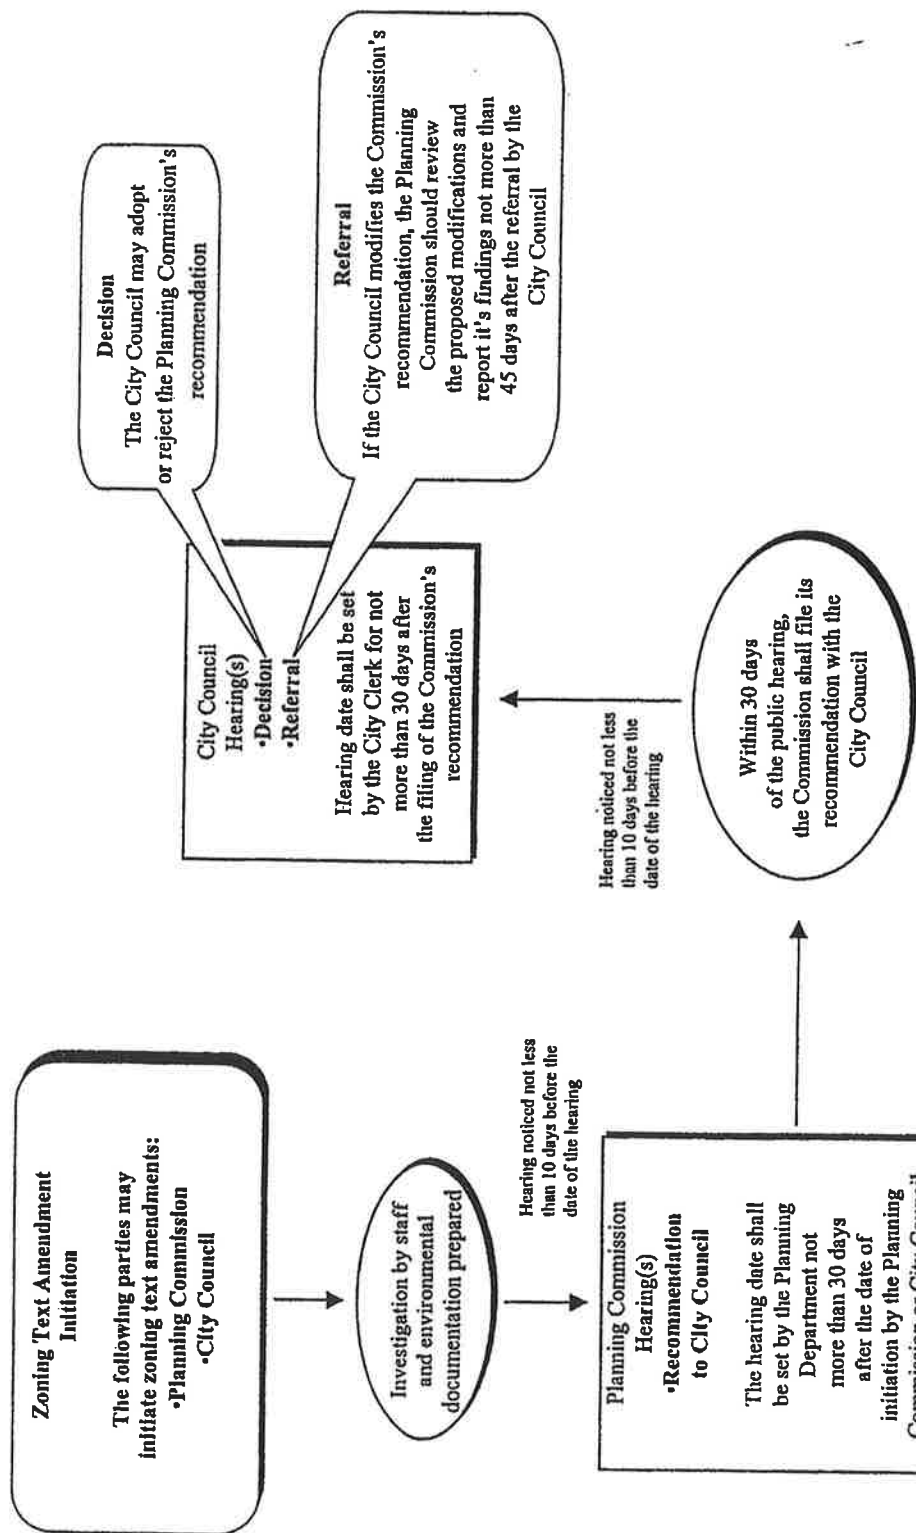 Zoning Text Amendment
Initiation
The following parties may
initiate zoning text amendments:
•Planning Commission
•City Council
Investigation by staff
and environmental
documentation prepared
Hearing noticed not less
than 10 days before the
date of the hearing
Planning Commission
Hearing(s)
•Recommendation
to City Council
The hearing date shall
be set by the Planning
Department not
more than 30 days
after the date of
initiation by the Planning
Commission or City Council
Within 30 days
of the public hearing,
the Commission shall file its
recommendation with the
City Council
Hearing noticed not less
than 10 days before the
date of the hearing
City Council
Hearing(s)
•Decision
•Referral
Hearing date shall be set
by the City Clerk for not
more than 30 days after
the filing of the Commission's
recommendation
Decision
The City Council may adopt
or reject the Planning Commission's
recommendation
Referral
If the City Council modifies the Commission's
recommendation, the Planning
Commission should review
the proposed modifications and
report it's findings not more than
45 days after the referral by the
City Council